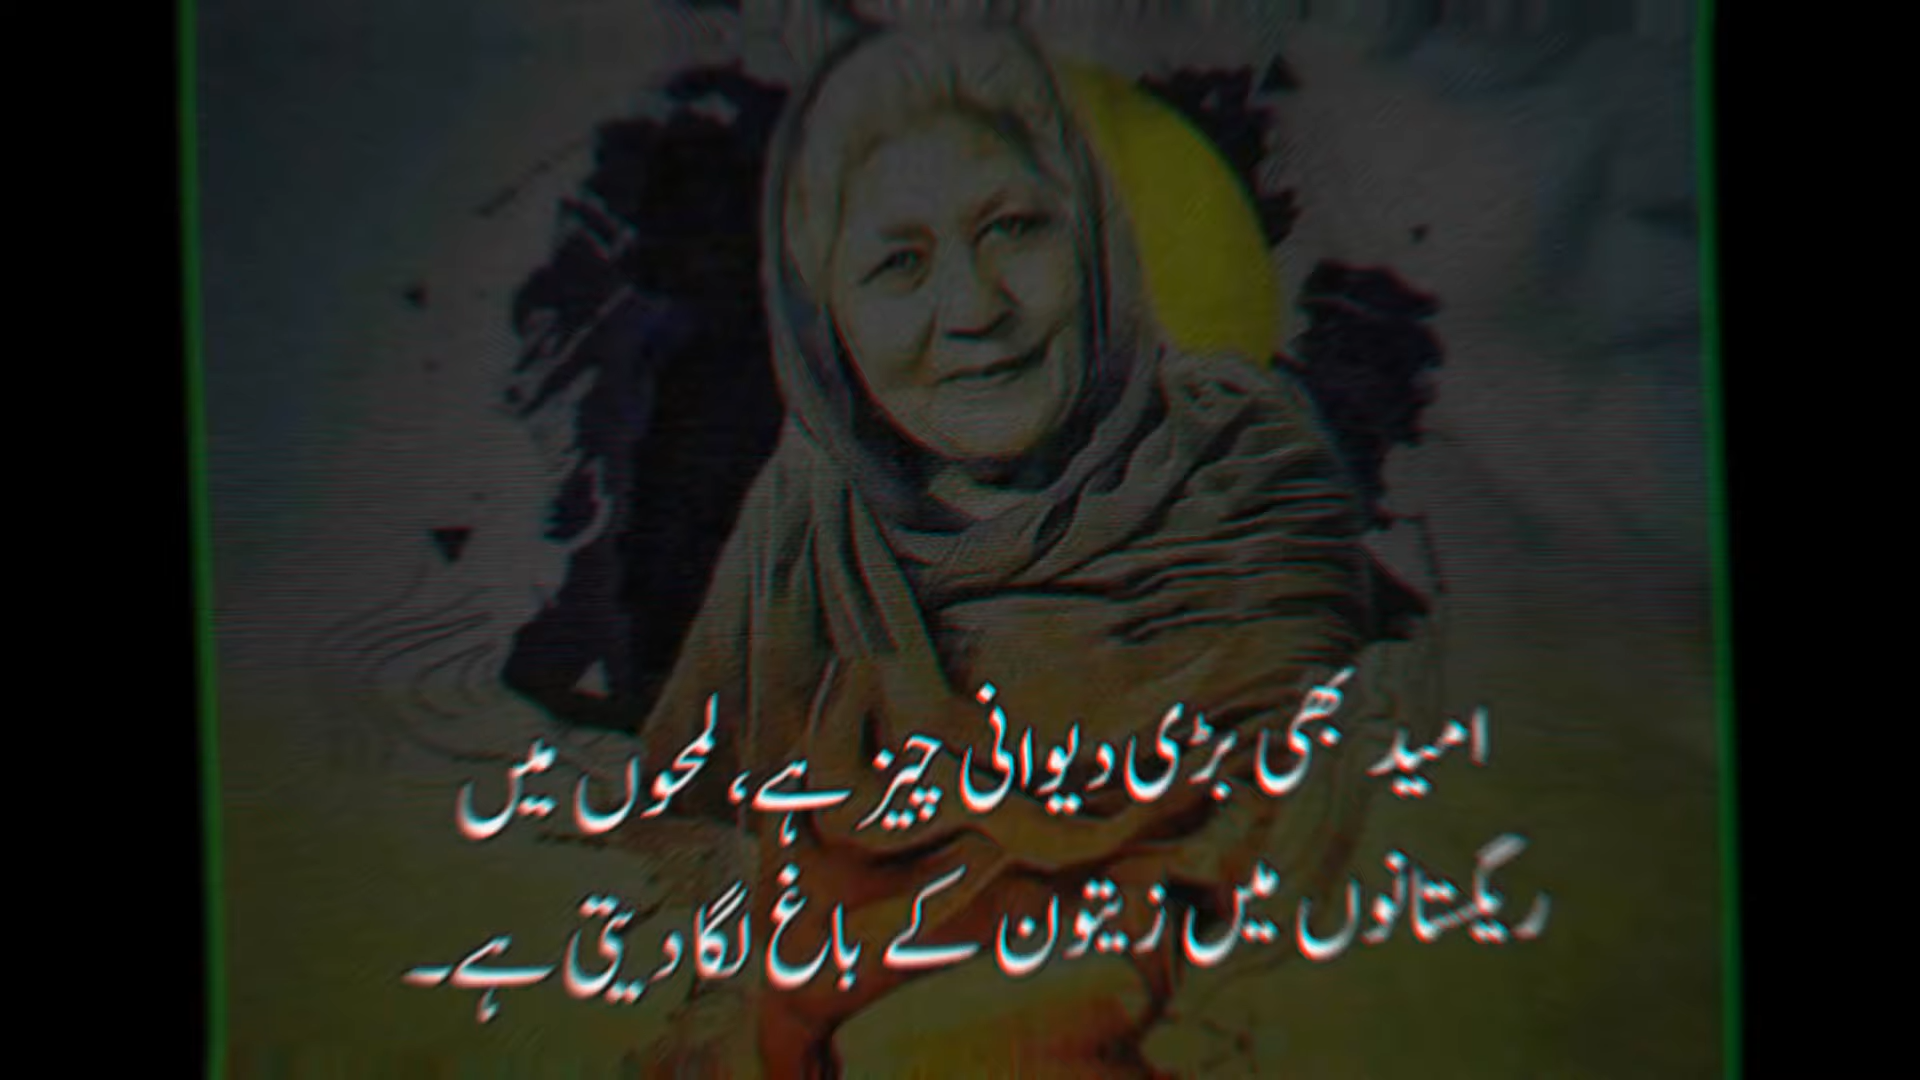 امید بھی بڑی دیوانی چیز ہے، لمحوں میں
ریگستانوں میں زیتون کے باغ لگا دیتی ہے۔